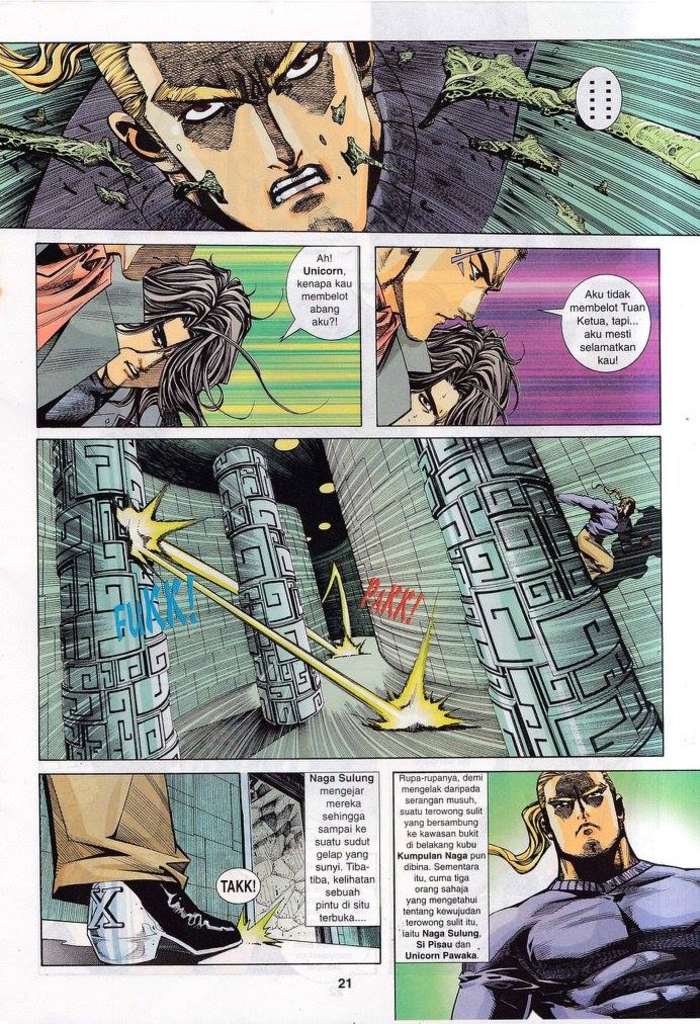 Ah!
Unicorn,
kenapa kau
membelot
abang
aku?!
Aku tidak
membelot Tuan
Ketua, tapi...
aku mesti
selamatkan
kau!
FUKK!
PAKK!
TAKK!
Naga Sulung
mengejar
mereka
sehingga
sampai ke
suatu sudut
gelap yang
sunyi. Tiba-
tiba, kelihatan
sebuah
pintu di situ
terbuka....
Rupa-rupanya, demi
mengelak daripada
serangan musuh,
suatu terowong sulit
yang bersambung
ke kawasan bukit
di belakang kubu
Kumpulan Naga pun
dibina. Sementara
itu, cuma tiga
orang sahaja
yang mengetahui
tentang kewujudan
terowong sulit itu,
iaitu Naga Sulung,
Si Pisau dan
Unicorn Pawaka.
21